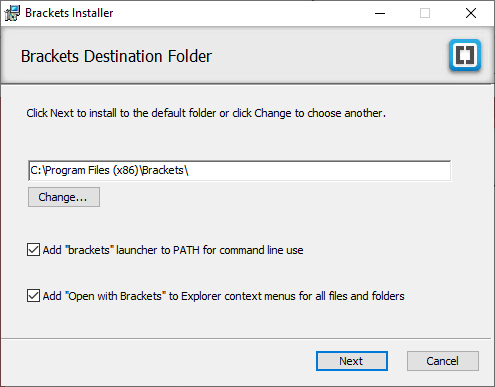 Brackets Installer
Brackets Destination Folder
Click Next to install to the default folder or click Change to choose another.
C:\Program Files (x86)\Brackets\
Change...
Add "brackets" launcher to PATH for command line use
Add "Open with Brackets" to Explorer context menus for all files and folders
Next
Cancel